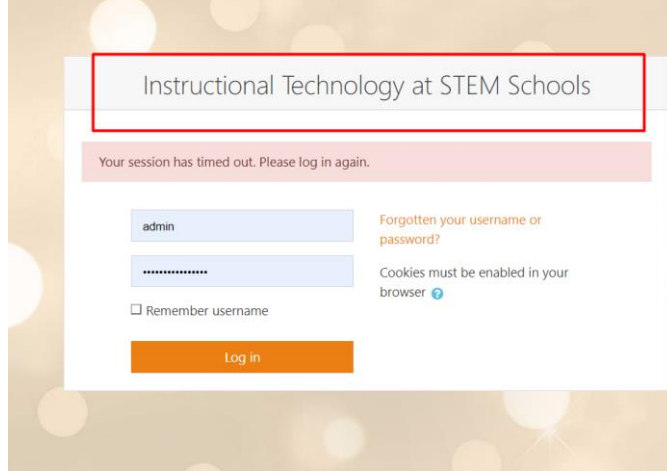 Instructional Technology at STEM Schools
Your session has timed out. Please log in again.
admin
••••••••••••••••
Remember username
Log in
Forgotten your username or
password?
Cookies must be enabled in your
browser